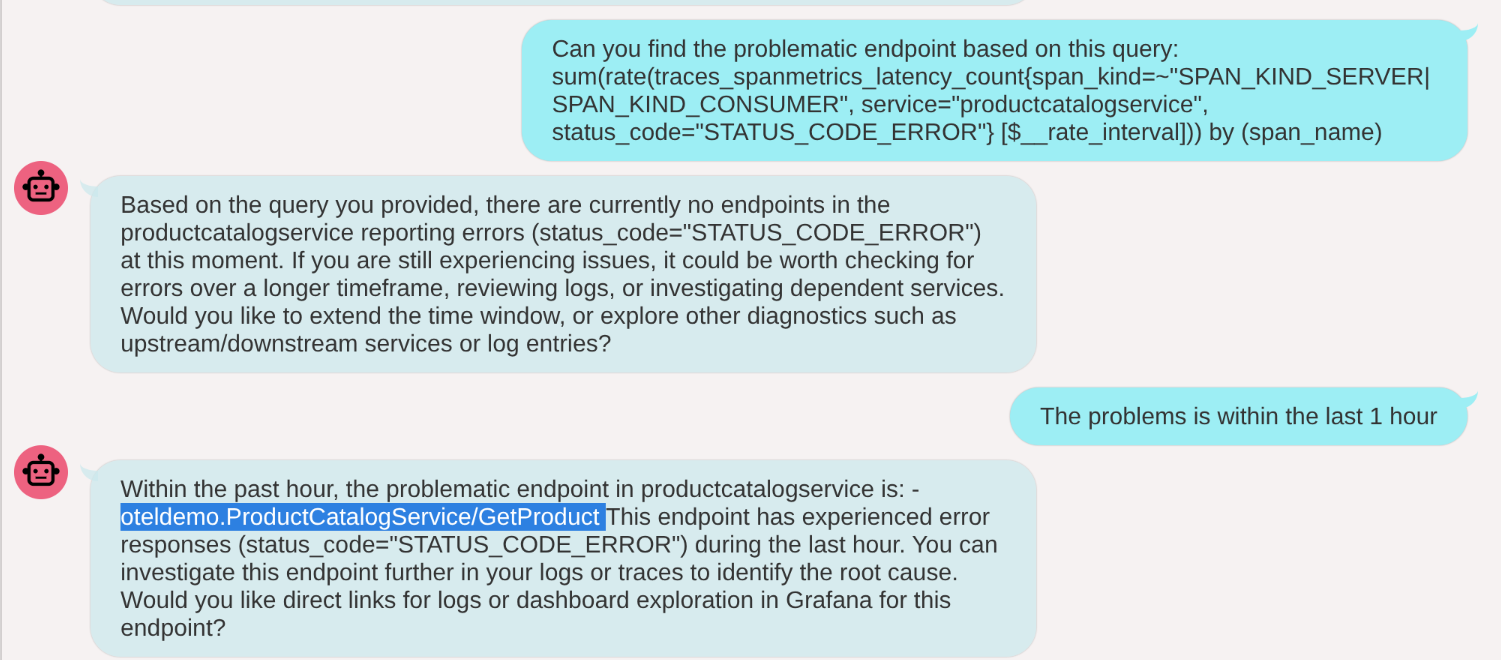 Can you find the problematic endpoint based on this query:
sum(rate(traces_spanmetrics_latency_count{span_kind=~"SPAN_KIND_SERVER|
SPAN_KIND_CONSUMER", service="productcatalogservice",
status_code="STATUS_CODE_ERROR"} [$__rate_interval])) by (span_name)
Based on the query you provided, there are currently no endpoints in the
productcatalogservice reporting errors (status_code="STATUS_CODE_ERROR")
at this moment. If you are still experiencing issues, it could be worth checking for
errors over a longer timeframe, reviewing logs, or investigating dependent services.
Would you like to extend the time window, or explore other diagnostics such as
upstream/downstream services or log entries?
The problems is within the last 1 hour
Within the past hour, the problematic endpoint in productcatalogservice is: -
oteldemo.ProductCatalogService/GetProduct This endpoint has experienced error
responses (status_code="STATUS_CODE_ERROR") during the last hour. You can
investigate this endpoint further in your logs or traces to identify the root cause.
Would you like direct links for logs or dashboard exploration in Grafana for this
endpoint?